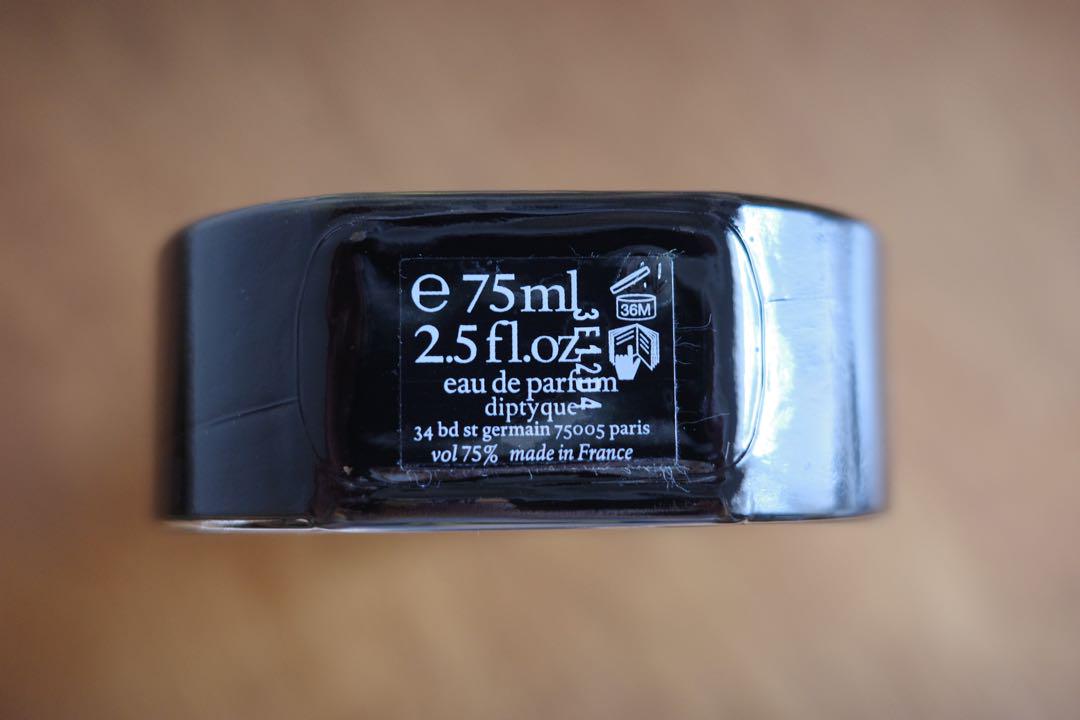 e 75ml
2.5 fl.oz
36M
eau de parfum
diptyque
34 bd st germain 75005 paris
vol 75% made in France